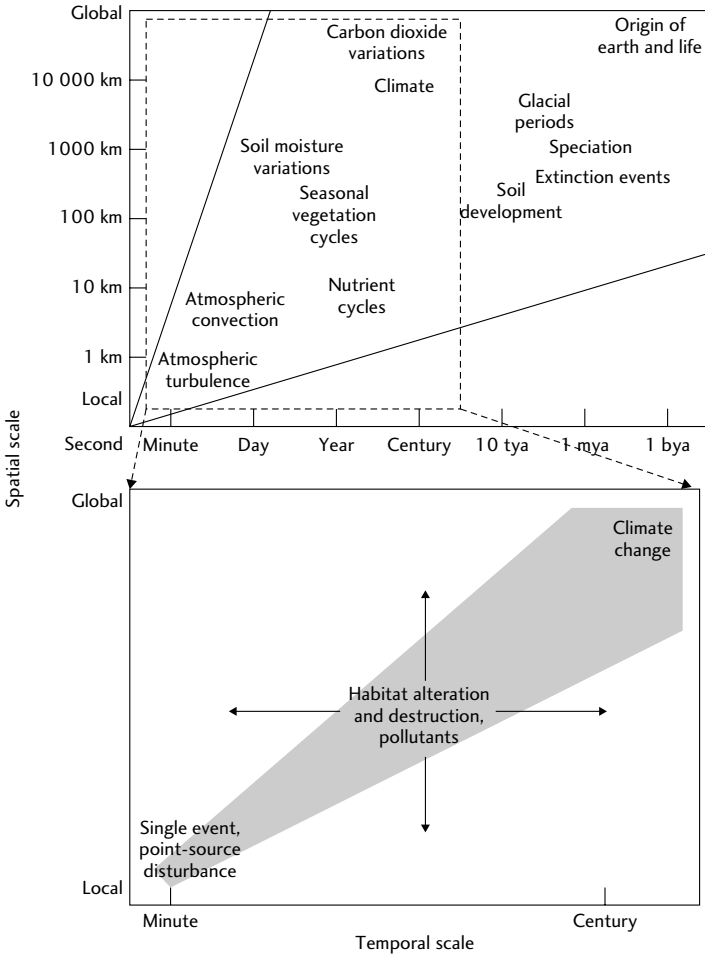 Global
Carbon dioxide
variations
Origin of
earth and life
10 000 km
Climate
Glacial
periods
1000 km
Soil moisture
variations
Speciation
Extinction events
Seasonal
vegetation
cycles
Soil
development
100 km
10 km
Nutrient
cycles
Atmospheric
convection
1 km
Atmospheric
turbulence
Local
Second
Minute
Day
Year
Century
10 tya
1 mya
1 bya
Spatial scale
Global
Climate
change
Habitat alteration
and destruction,
pollutants
Single event,
point-source
disturbance
Local
Minute
Century
Temporal scale